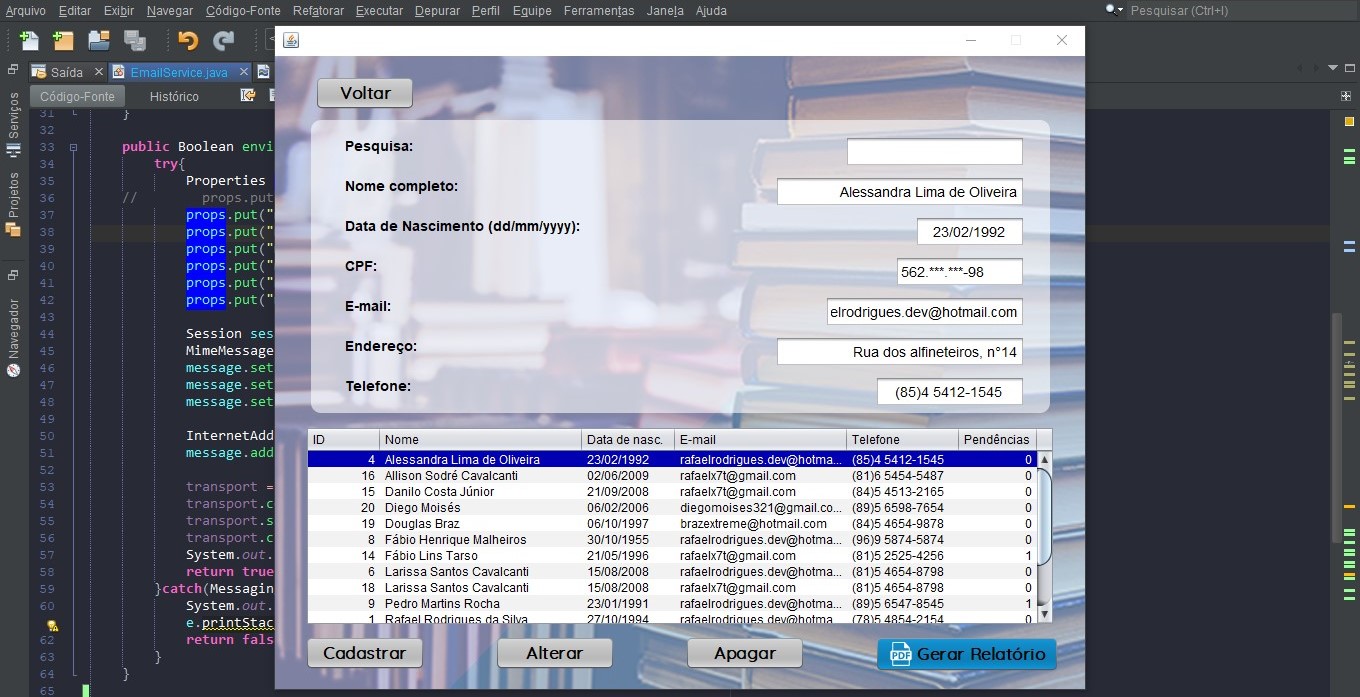 Arquivo Editar Exibir Navegar Código-Fonte Refatorar Executar Depurar Perfil Equipe Ferramentas Janela Ajuda Pesquisar (Ctrl+I)
Saída EmailService.java
Código-Fonte Histórico
Serviços
Projetos
Navegador
31 }
32
33 public Boolean envi
34 try{
35 Properties
36 // props.put
37 props.put("
38 props.put("
39 props.put("
40 props.put("
41 props.put("
42 props.put("
43
44 Session ses
45 MimeMessage
46 message.set
47 message.set
48 message.set
49
50 InternetAdd
51 message.add
52
53 transport =
54 transport.c
55 transport.s
56 transport.c
57 System.out.
58 return true
59 }catch(Messagin
60 System.out.
e.printStac
62 return fals
63 }
64 }
65
Voltar
Pesquisa:
Nome completo: Alessandra Lima de Oliveira
Data de Nascimento (dd/mm/yyyy): 23/02/1992
CPF: 562.***.***-98
E-mail: elrodrigues.dev@hotmail.com
Endereço: Rua dos alfineteiros, n°14
Telefone: (85)4 5412-1545
ID Nome Data de nasc. E-mail Telefone Pendências
4 Alessandra Lima de Oliveira 23/02/1992 rafaelrodrigues.dev@hotma... (85)4 5412-1545 0
16 Allison Sodré Cavalcanti 02/06/2009 rafaelx7t@gmail.com (81)6 5454-5487 0
15 Danilo Costa Júnior 21/09/2008 rafaelx7t@gmail.com (84)5 4513-2165 0
20 Diego Moisés 06/02/2006 diegomoises321@gmail.co... (89)5 6598-7654 0
19 Douglas Braz 06/10/1997 brazextreme@hotmail.com (84)5 4654-9878 0
8 Fábio Henrique Malheiros 30/10/1955 rafaelrodrigues.dev@hotma... (96)9 5874-5874 0
14 Fábio Lins Tarso 21/05/1996 rafaelx7t@gmail.com (81)5 2525-4256 1
6 Larissa Santos Cavalcanti 15/08/2008 rafaelrodrigues.dev@hotma... (81)5 4654-8798 0
18 Larissa Santos Cavalcanti 15/08/2008 rafaelx7t@gmail.com (81)5 4654-8798 0
9 Pedro Martins Rocha 23/01/1991 rafaelrodrigues.dev@hotma... (89)5 6547-8545 1
1 Rafael Rodrigues da Silva 27/10/1994 rafaelrodrigues.dev@hotma... (78)5 4854-2154 0
Cadastrar Alterar Apagar PDF Gerar Relatório